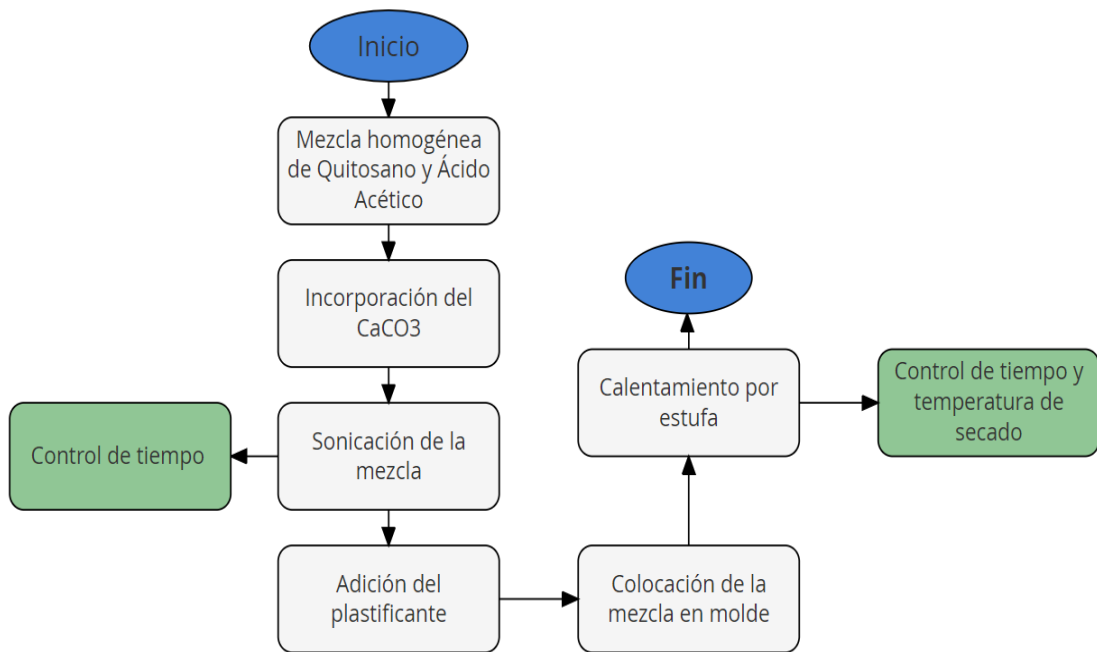 Inicio
Mezcla homogénea
de Quitosano y Ácido
Acético
Incorporación del
CaCO3
Sonicación de la
mezcla
Control de tiempo
Adición del
plastificante
Colocación de la
mezcla en molde
Calentamiento por
estufa
Control de tiempo y
temperatura de
secado
Fin